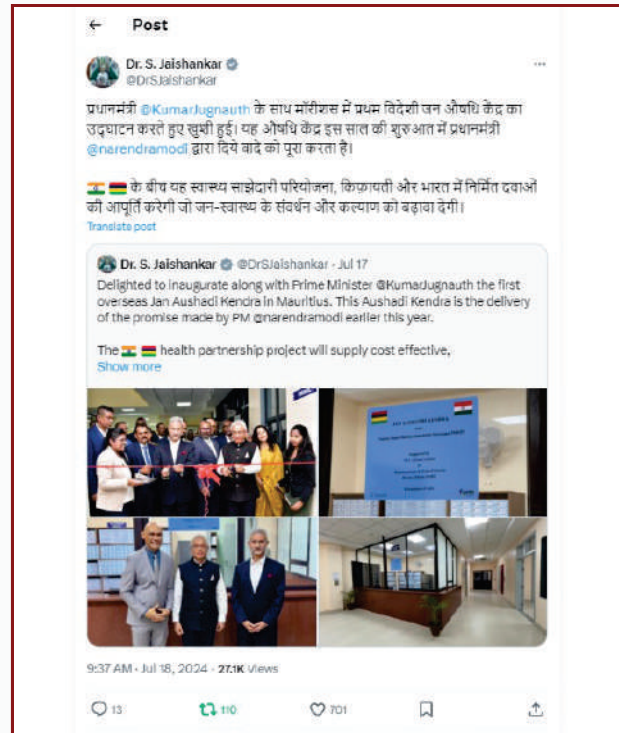 Post
Dr. S. Jaishankar
@DrSJaishankar
प्रधानमंत्री @KumarJugnauth के साथ मॉरीशस में प्रथम विदेशी जन औषधि केंद्र का
उद्घाटन करते हुए खुशी हुई। यह औषधि केंद्र इस साल की शुरुआत में प्रधानमंत्री
@narendramodi द्वारा दिये वादे को पूरा करता है।
के बीच यह स्वास्थ्य साझेदारी परियोजना, किफ़ायती और भारत में निर्मित दवाओं
की आपूर्ति करेगी जो जन-स्वास्थ्य के संवर्धन और कल्याण को बढ़ावा देगी।
Translate post
Dr. S. Jaishankar @DrSJaishankar · Jul 17
Delighted to inaugurate along with Prime Minister @KumarJugnauth the first
overseas Jan Aushadi Kendra in Mauritius. This Aushadi Kendra is the delivery
of the promise made by PM @narendramodi earlier this year.
The health partnership project will supply cost effective,
Show more
JAN AUSHADHI KENDRA
9:37 AM · Jul 18, 2024 · 27.1K Views
13 110 701